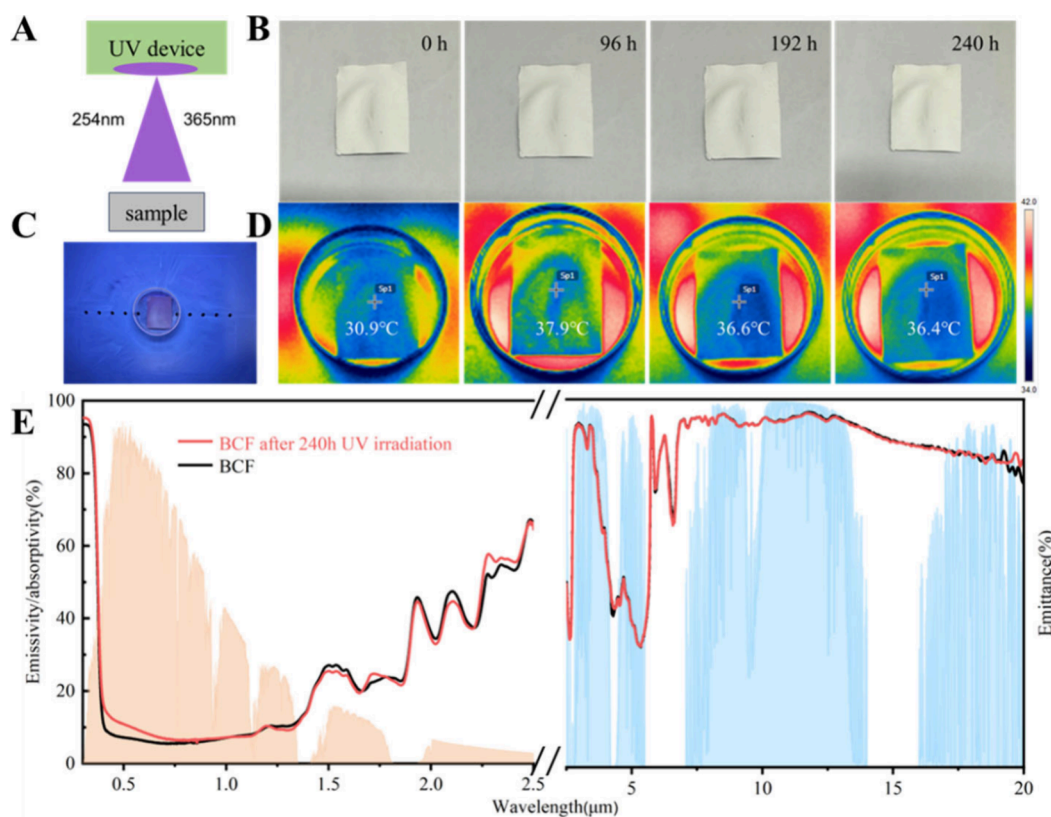 A
UV device
254nm
365nm
sample
B
0 h
96 h
192 h
240 h
C
D
Sp1
30.9℃
Sp1
37.9℃
Sp1
36.6℃
Sp1
36.4℃
42.0
34.0
E
Emissivity/absorptivity(%)
100
80
60
40
20
0
BCF after 240h UV irradiation
BCF
0.5
1.0
1.5
2.0
2.5
5
10
15
20
Wavelength(μm)
Emittance(%)